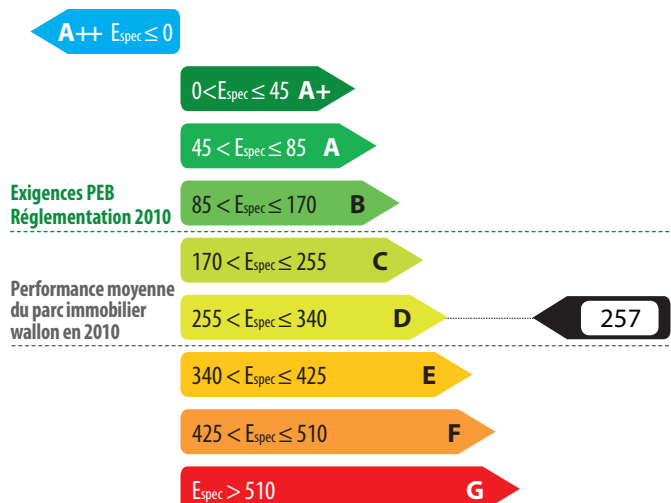 A++ Espec ≤ 0
0<Espec ≤ 45 A+
45 < Espec ≤ 85 A
Exigences PEB
Réglementation 2010
85 < Espec ≤ 170 B
170 < Espec ≤ 255 C
Performance moyenne
du parc immobilier
wallon en 2010
255 < Espec ≤ 340 D
257
340 < Espec ≤ 425 E
425 < Espec ≤ 510 F
Espec > 510 G